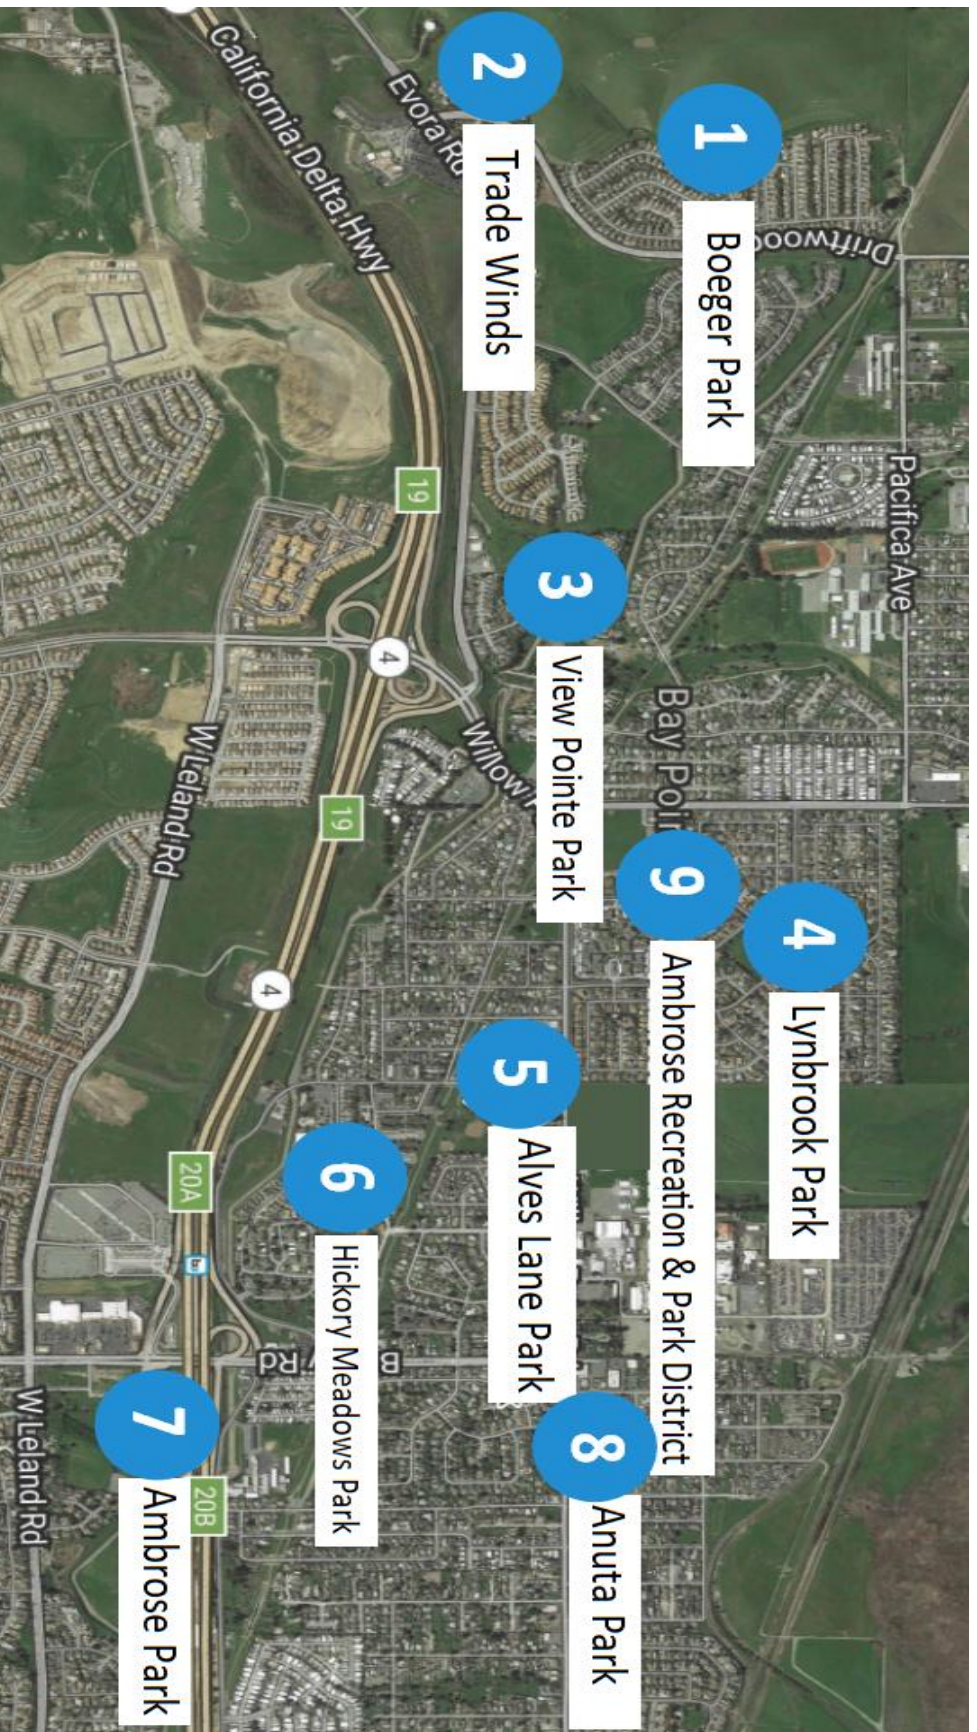 California Delta Hwy
Evora Rd
2
Trade Winds
1
Boeger Park
Driftwood
Pacifica Ave
19
4
3
View Pointe Park
Bay Poi
Willow
W Leland Rd
19
4
9
Ambrose Recreation & Park District
4
Lynbrook Park
5
Alves Lane Park
6
Hickory Meadows Park
20A
B
y Rd
8
Anuta Park
7
Ambrose Park
20B
W Leland Rd